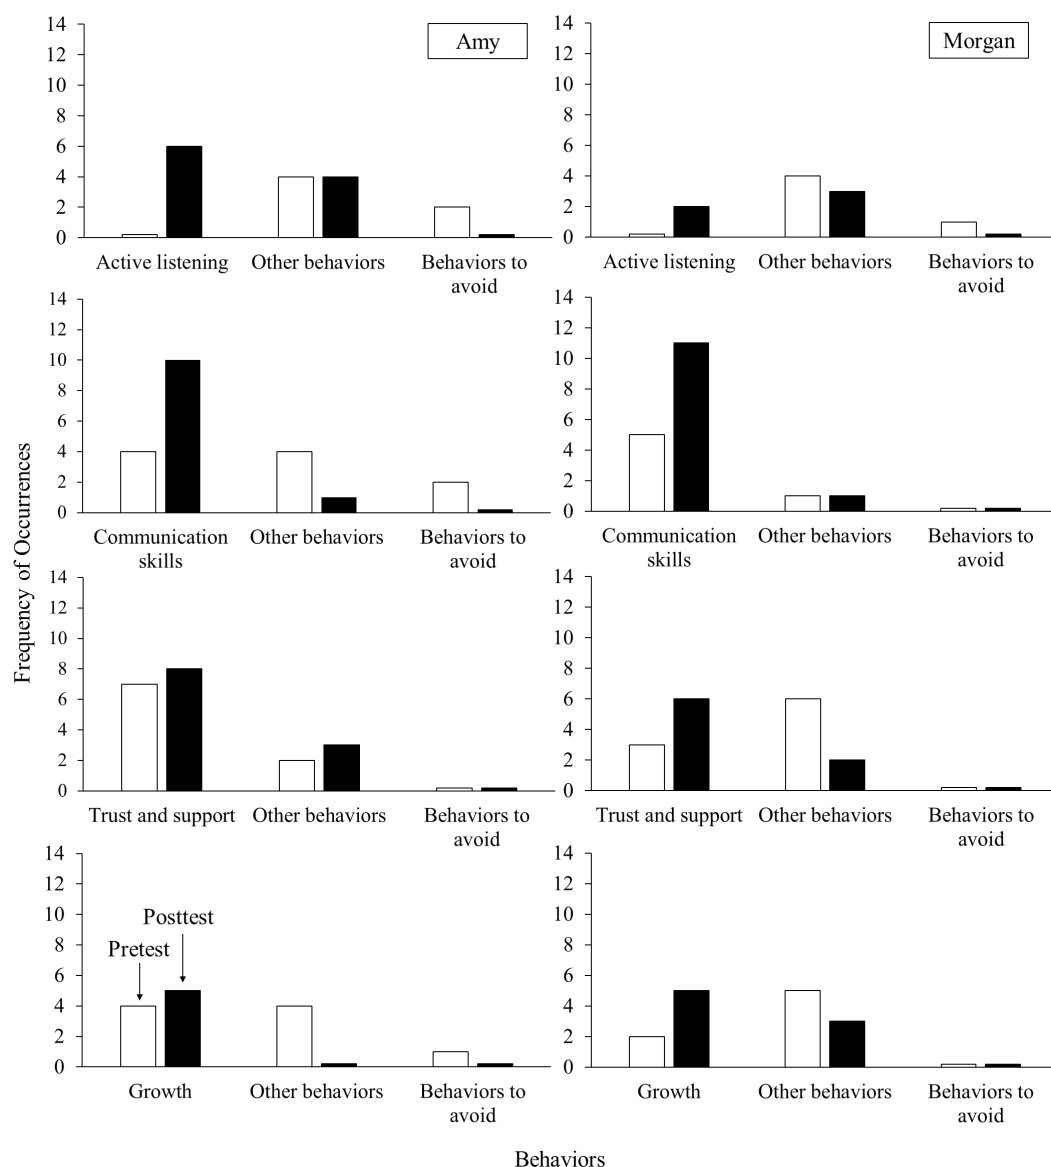 Amy
14
12
10
8
6
4
2
0
Active listening
Other behaviors
Behaviors to
avoid
Morgan
14
12
10
8
6
4
2
0
Active listening
Other behaviors
Behaviors to
avoid
Frequency of Occurrences
14
12
10
8
6
4
2
0
Communication
skills
Other behaviors
Behaviors to
avoid
14
12
10
8
6
4
2
0
Communication
skills
Other behaviors
Behaviors to
avoid
14
12
10
8
6
4
2
0
Trust and support
Other behaviors
Behaviors to
avoid
14
12
10
8
6
4
2
0
Trust and support
Other behaviors
Behaviors to
avoid
14
12
10
8
6
4
2
0
Posttest
Pretest
Growth
Other behaviors
Behaviors to
avoid
14
12
10
8
6
4
2
0
Growth
Other behaviors
Behaviors to
avoid
Behaviors